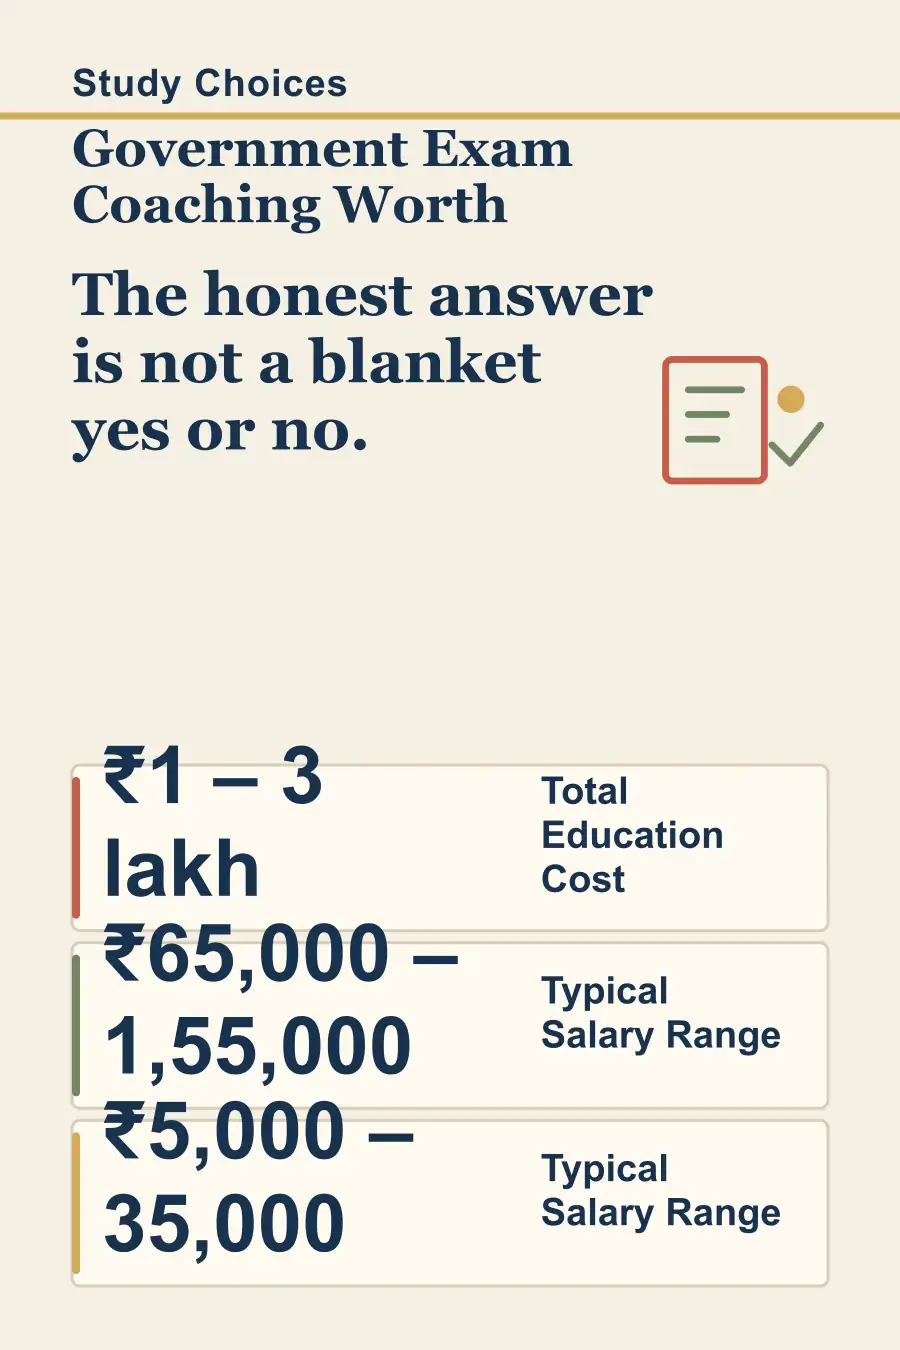 Study Choices
Government Exam
Coaching Worth
The honest answer
is not a blanket
yes or no.
₹1 – 3
lakh
Total
Education
Cost
₹65,000 –
1,55,000
Typical
Salary Range
₹5,000 –
35,000
Typical
Salary Range